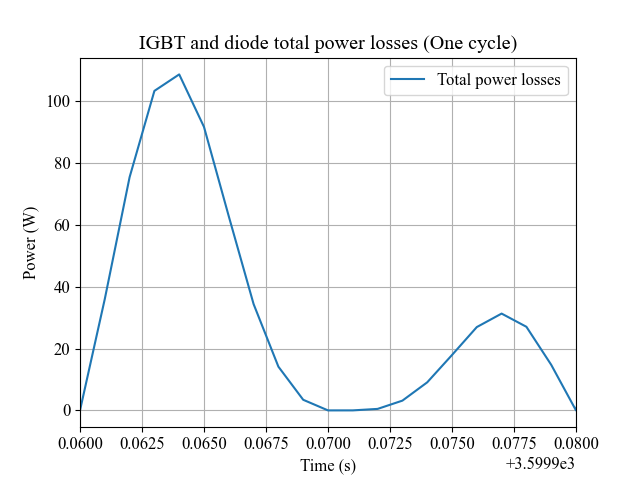 IGBT and diode total power losses (One cycle)
Total power losses
100
80
60
40
20
0
Power (W)
0.0600 0.0625 0.0650 0.0675 0.0700 0.0725 0.0750 0.0775 0.0800
Time (s)
+3.5999e3